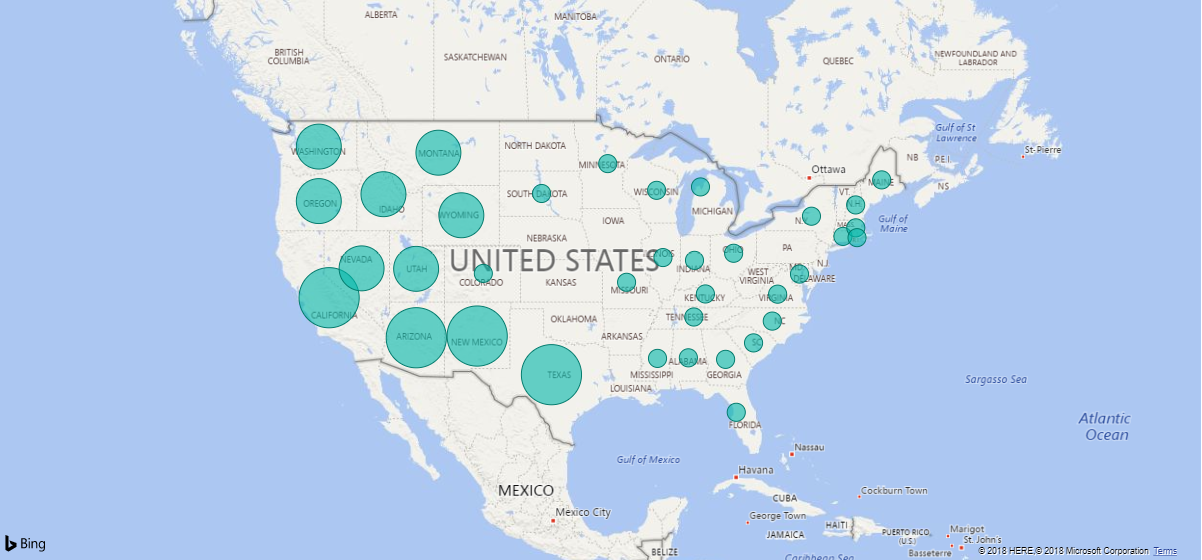 ALBERTA
MANITOBA
BRITISH
COLUMBIA
SASKATCHEWAN
ONTARIO
QUEBEC
NEWFOUNDLAND AND
LABRADOR
Gulf of St
Lawrence
NB
P.E.I
St-Pierre
NS
Ottawa
WASHINGTON
MONTANA
NORTH DAKOTA
MINNESOTA
MAINE
VT.
N.H.
OREGON
IDAHO
WYOMING
SOUTH DAKOTA
WISCONSIN
MICHIGAN
Gulf of
Maine
IOWA
NEBRASKA
PA
N.J
NEVADA
UTAH
UNITED STATES
COLORADO
KANSAS
MISSOURI
INDIANA
OHIO
WEST
VIRGINIA
MD
DELAWARE
KENTUCKY
VIRGINIA
CALIFORNIA
ARIZONA
NEW MEXICO
OKLAHOMA
ARKANSAS
TENNESSEE
NC
SC
TEXAS
MISSISSIPPI
ALABAMA
GEORGIA
LOUISIANA
FLORIDA
Sargasso Sea
Atlantic
Ocean
Gulf of Mexico
Nassau
Havana
MEXICO
Mexico City
CUBA
Cockburn Town
George Town
JAMAICA
HAITI
PUERTO RICO
(U.S.)
Marigot
St. John's
Basseterre
BELIZE
Caribbean Sea
Bing
© 2018 HERE,© 2018 Microsoft Corporation Terms